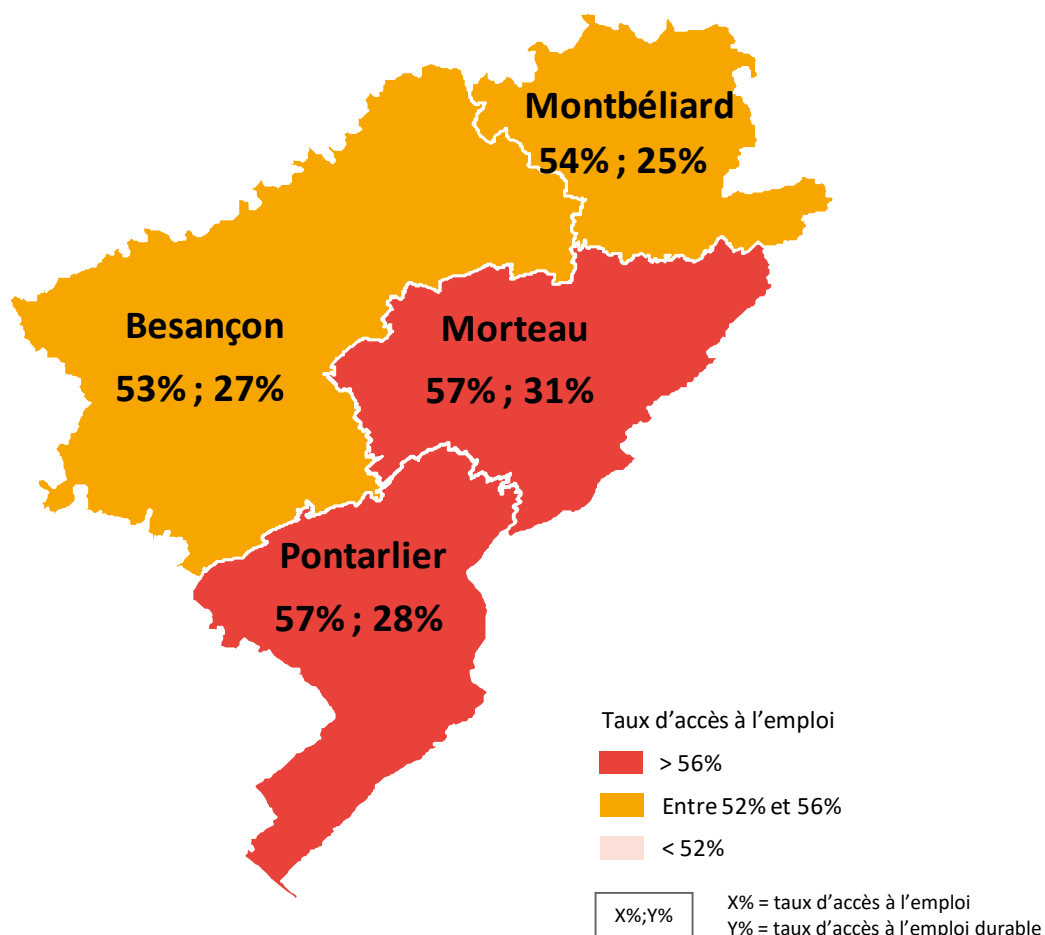 Montbéliard
54% ; 25%
Besançon
53% ; 27%
Morteau
57% ; 31%
Pontarlier
57% ; 28%
Taux d’accès à l’emploi
> 56%
Entre 52% et 56%
< 52%
X%;Y%
X% = taux d’accès à l’emploi
Y% = taux d’accès à l’emploi durable